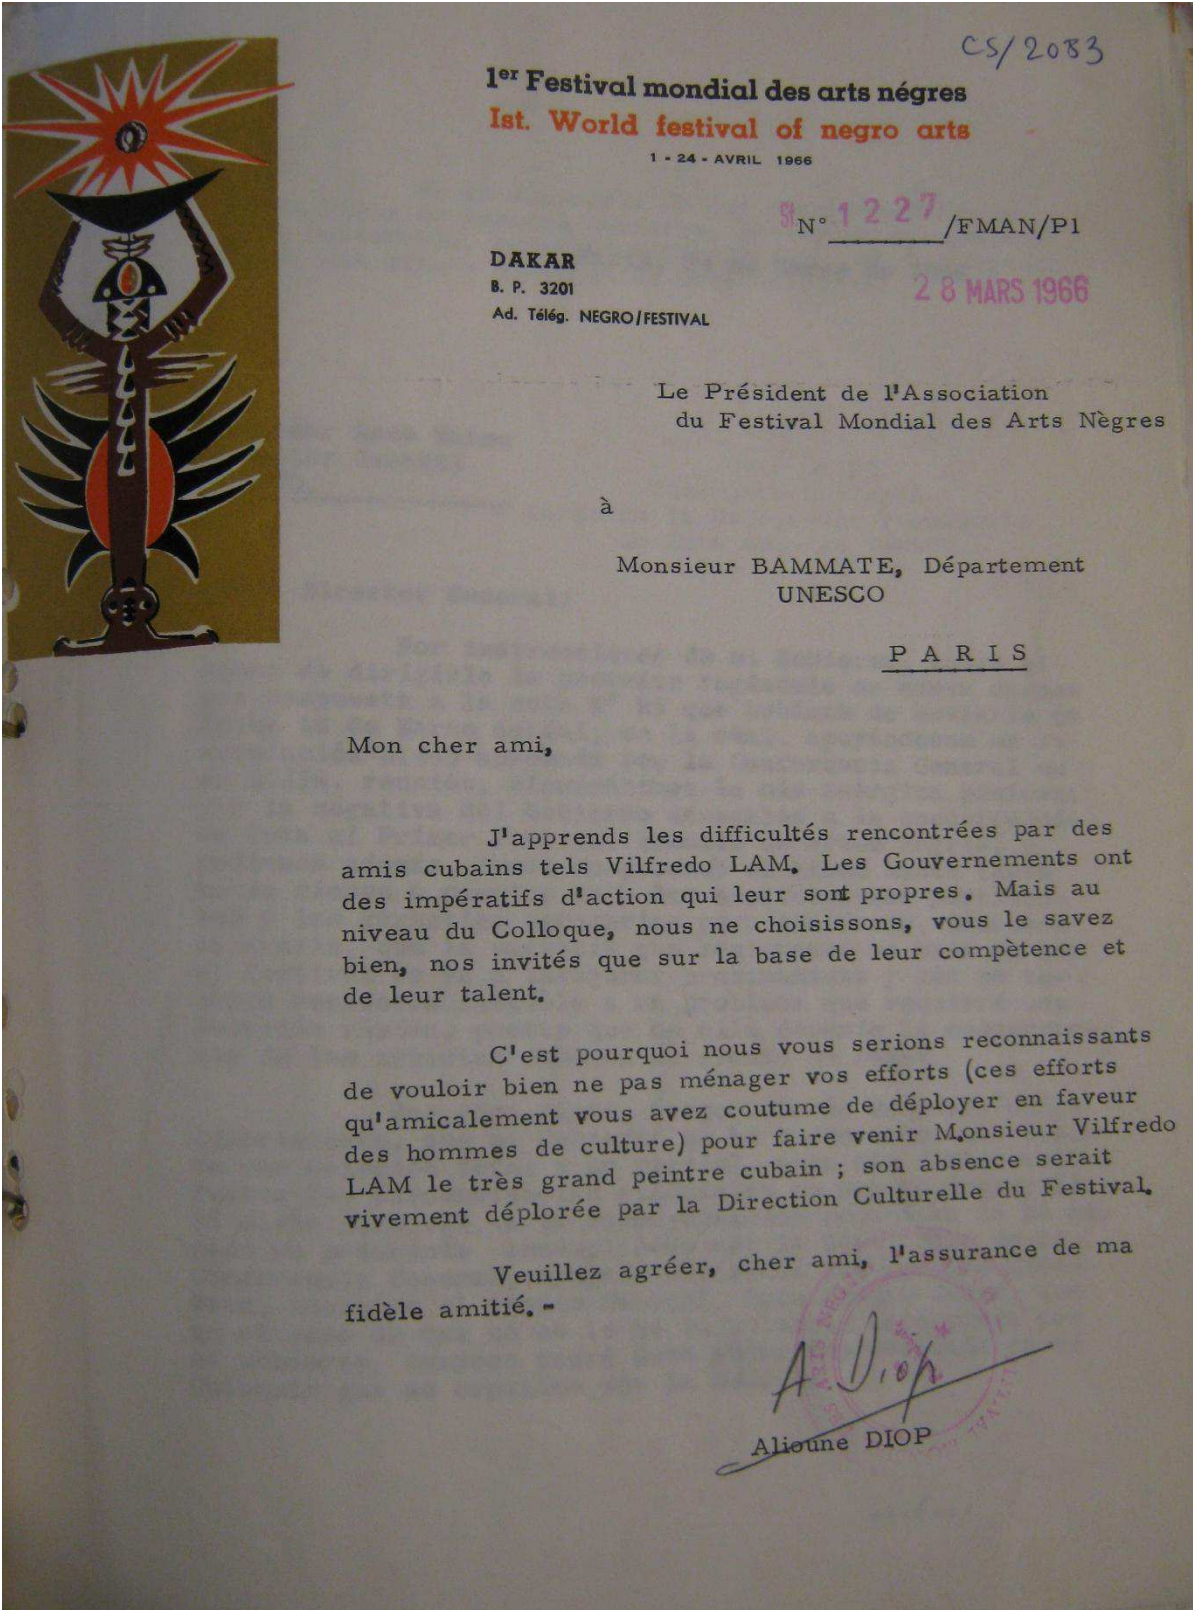 CS/2083
1er Festival mondial des arts négres
Ist. World festival of negro arts
1 - 24 - AVRIL 1966
St N° 1227 /FMAN/P1
DAKAR
B. P. 3201
Ad. Télég. NEGRO/FESTIVAL
28 MARS 1966
Le Président de l'Association
du Festival Mondial des Arts Nègres
à
Monsieur BAMMATE, Département
UNESCO
PARIS
Mon cher ami,
J'apprends les difficultés rencontrées par des
amis cubains tels Vilfredo LAM. Les Gouvernements ont
des impératifs d'action qui leur sont propres. Mais au
niveau du Colloque, nous ne choisissons, vous le savez
bien, nos invités que sur la base de leur compètence et
de leur talent.
C'est pourquoi nous vous serions reconnaissants
de vouloir bien ne pas ménager vos efforts (ces efforts
qu'amicalement vous avez coutume de déployer en faveur
des hommes de culture) pour faire venir Monsieur Vilfredo
LAM le très grand peintre cubain ; son absence serait
vivement déplorée par la Direction Culturelle du Festival.
Veuillez agréer, cher ami, l'assurance de ma
fidèle amitié. -
A Diop
Alioune DIOP